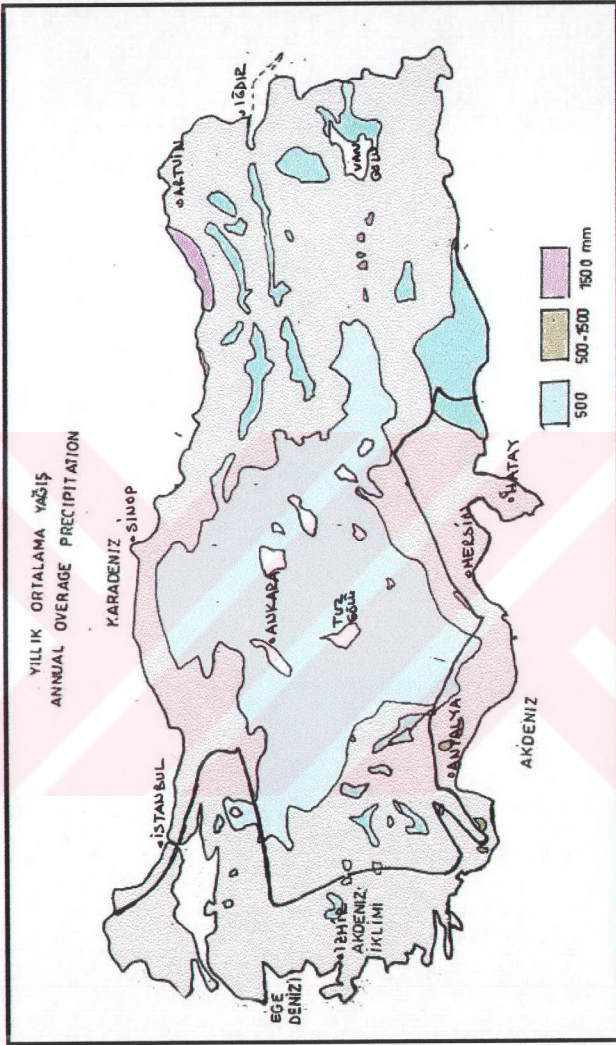 YILLIK ORTALAMA YAĞIŞ
ANNUAL OVERAGE PRECIPITATION
KARADENİZ
SİNOP
İSTANBUL
ARTVİN
IĞDIR
ANKARA
TUZ
GÖLÜ
VAN
GÖLÜ
EGE
DENİZİ
İZMİR
AKDENİZ
İKLİMİ
ANTALYA
MERSİN
HATAY
AKDENİZ
500
500-1500
1500 mm